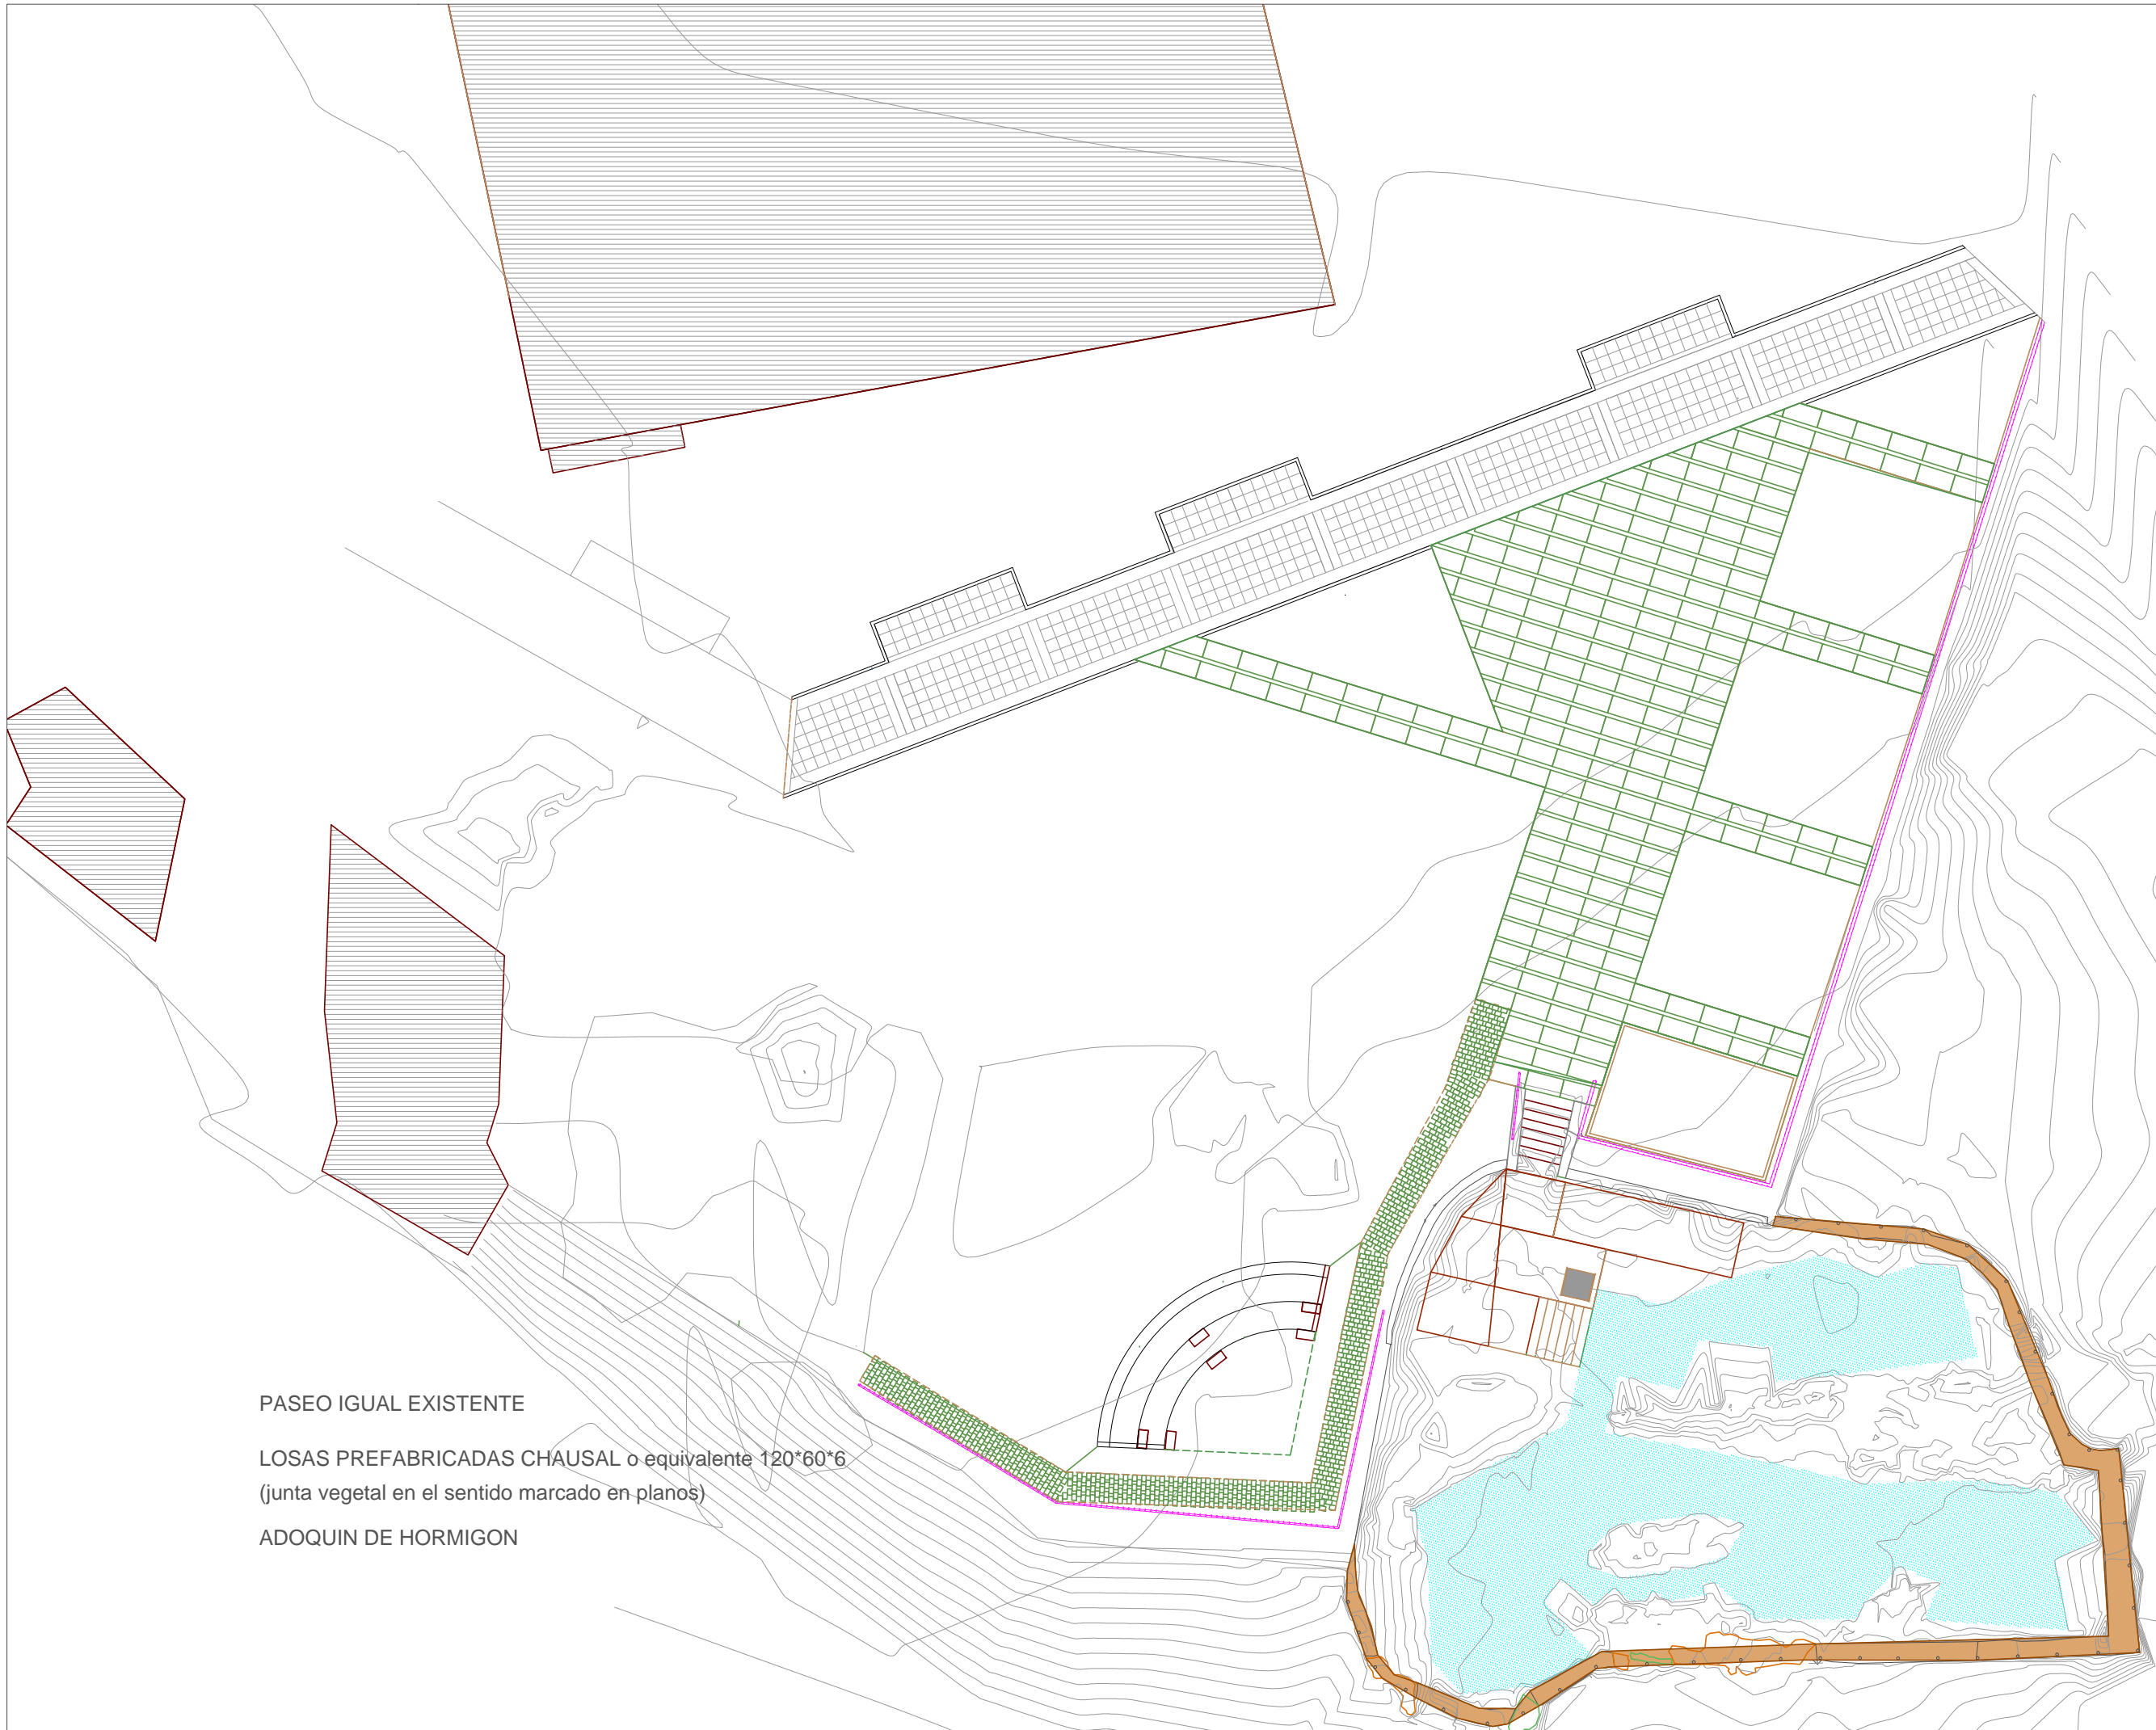 PASEO IGUAL EXISTENTE
LOSAS PREFABRICADAS CHAUSAL o equivalente 120*60*6
(junta vegetal en el sentido marcado en planos)
ADOQUIN DE HORMIGON